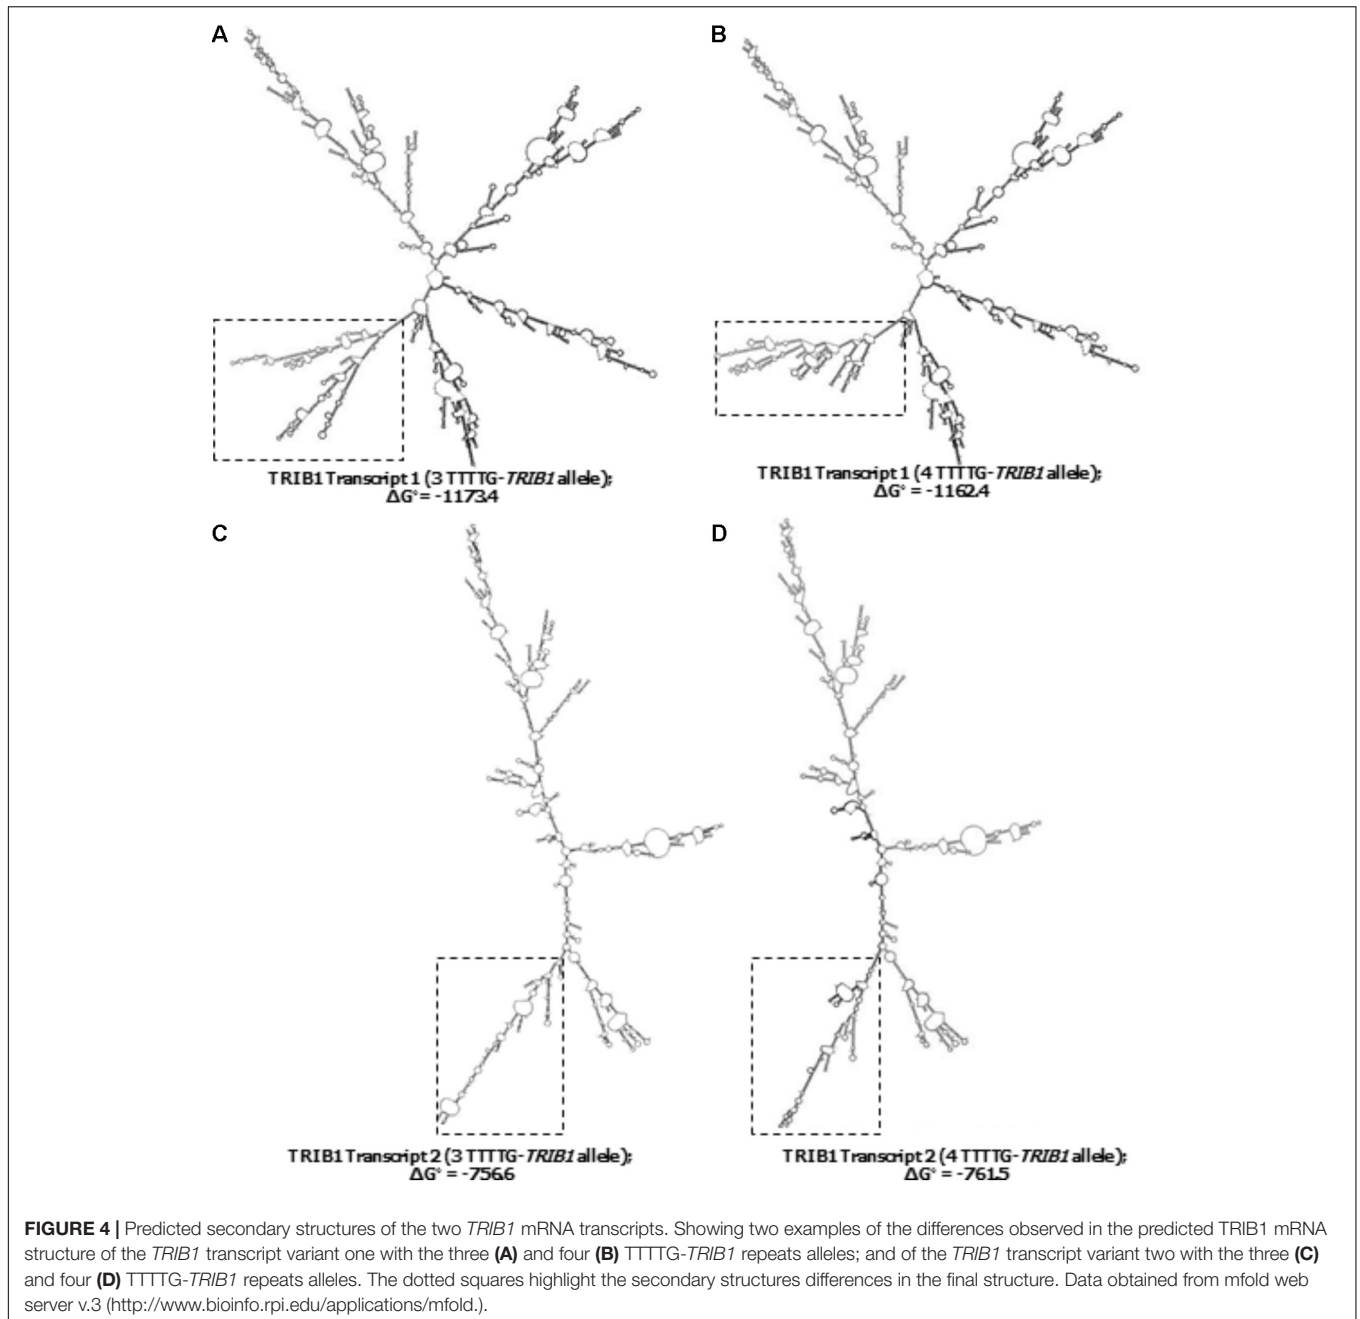 A
B
TRIB1 Transcript 1 (3 TTTTG-TRIB1 allele);
ΔG° = -1173.4
TRIB1 Transcript 1 (4 TTTTG-TRIB1 allele);
ΔG° = -1162.4
C
D
TRIB1 Transcript 2 (3 TTTTG-TRIB1 allele);
ΔG° = -756.6
TRIB1 Transcript 2 (4 TTTTG-TRIB1 allele);
ΔG° = -761.5
FIGURE 4 | Predicted secondary structures of the two TRIB1 mRNA transcripts. Showing two examples of the differences observed in the predicted TRIB1 mRNA
structure of the TRIB1 transcript variant one with the three (A) and four (B) TTTTG-TRIB1 repeats alleles; and of the TRIB1 transcript variant two with the three (C)
and four (D) TTTTG-TRIB1 repeats alleles. The dotted squares highlight the secondary structures differences in the final structure. Data obtained from mfold web
server v.3 (http://www.bioinfo.rpi.edu/applications/mfold.).